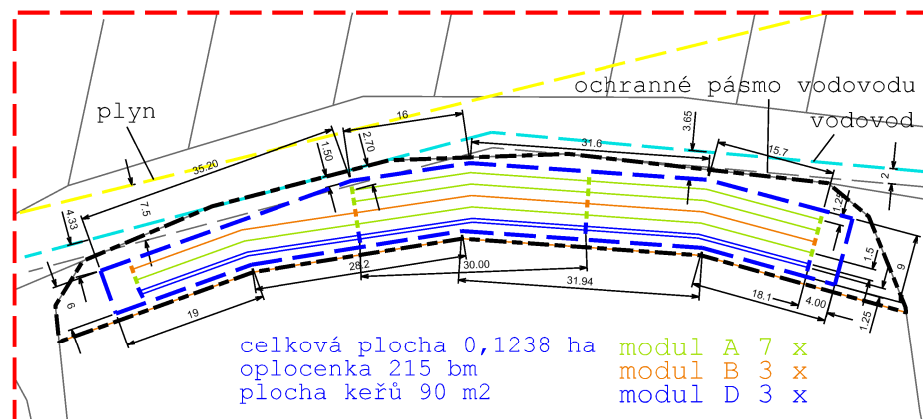 ochranné pásmo vodovodu
plyn
vodovod
16
31.6
3.65
15.7
2
35.20
1.50
2.70
4.33
7.5
6
19
28.2
30.00
31.94
18.1
4.00
1.25
1.5
9
celková plocha 0,1238 ha
oplocenka 215 bm
plocha keřů 90 m2
modul A 7 x
modul B 3 x
modul D 3 x